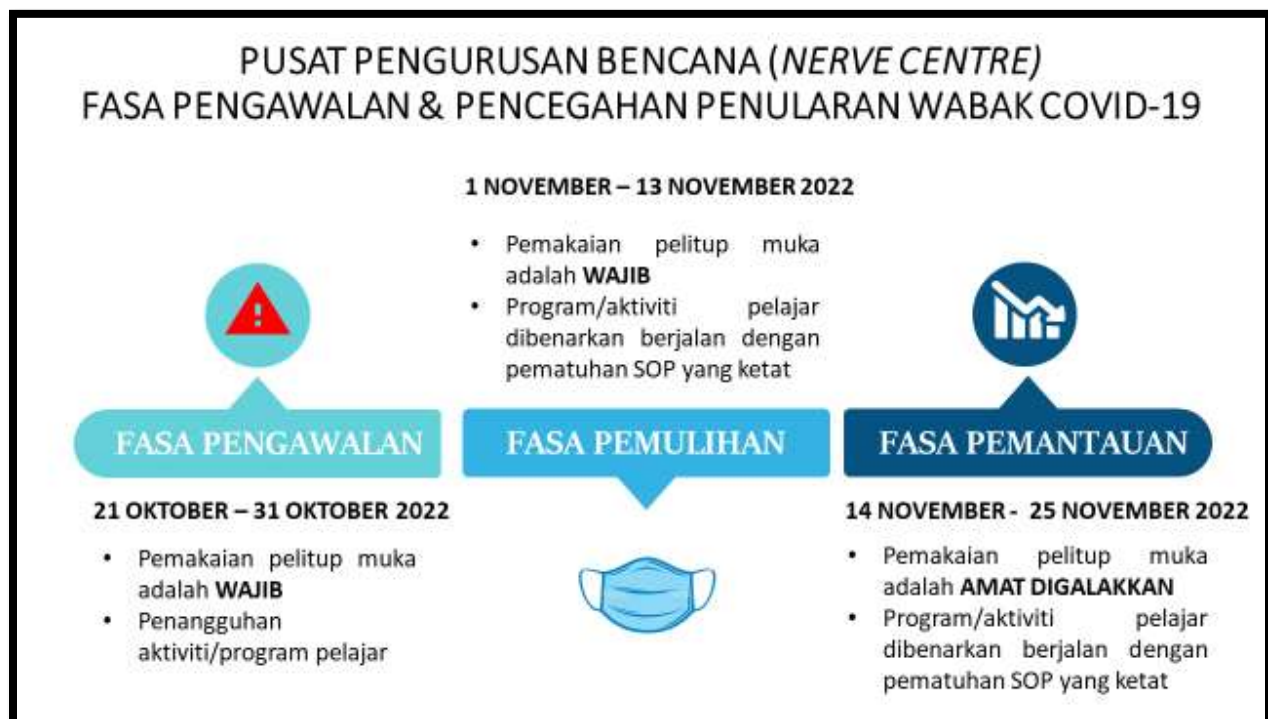 PUSAT PENGURUSAN BENCANA (NERVE CENTRE)
FASA PENGAWALAN & PENCEGAHAN PENULARAN WABAK COVID-19
FASA PENGAWALAN
21 OKTOBER – 31 OKTOBER 2022
• Pemakaian pelitup muka
adalah WAJIB
• Penangguhan
aktiviti/program pelajar
1 NOVEMBER – 13 NOVEMBER 2022
• Pemakaian pelitup muka
adalah WAJIB
• Program/aktiviti pelajar
dibenarkan berjalan dengan
pematuhan SOP yang ketat
FASA PEMULIHAN
FASA PEMANTAUAN
14 NOVEMBER - 25 NOVEMBER 2022
• Pemakaian pelitup muka
adalah AMAT DIGALAKKAN
• Program/aktiviti pelajar
dibenarkan berjalan dengan
pematuhan SOP yang ketat